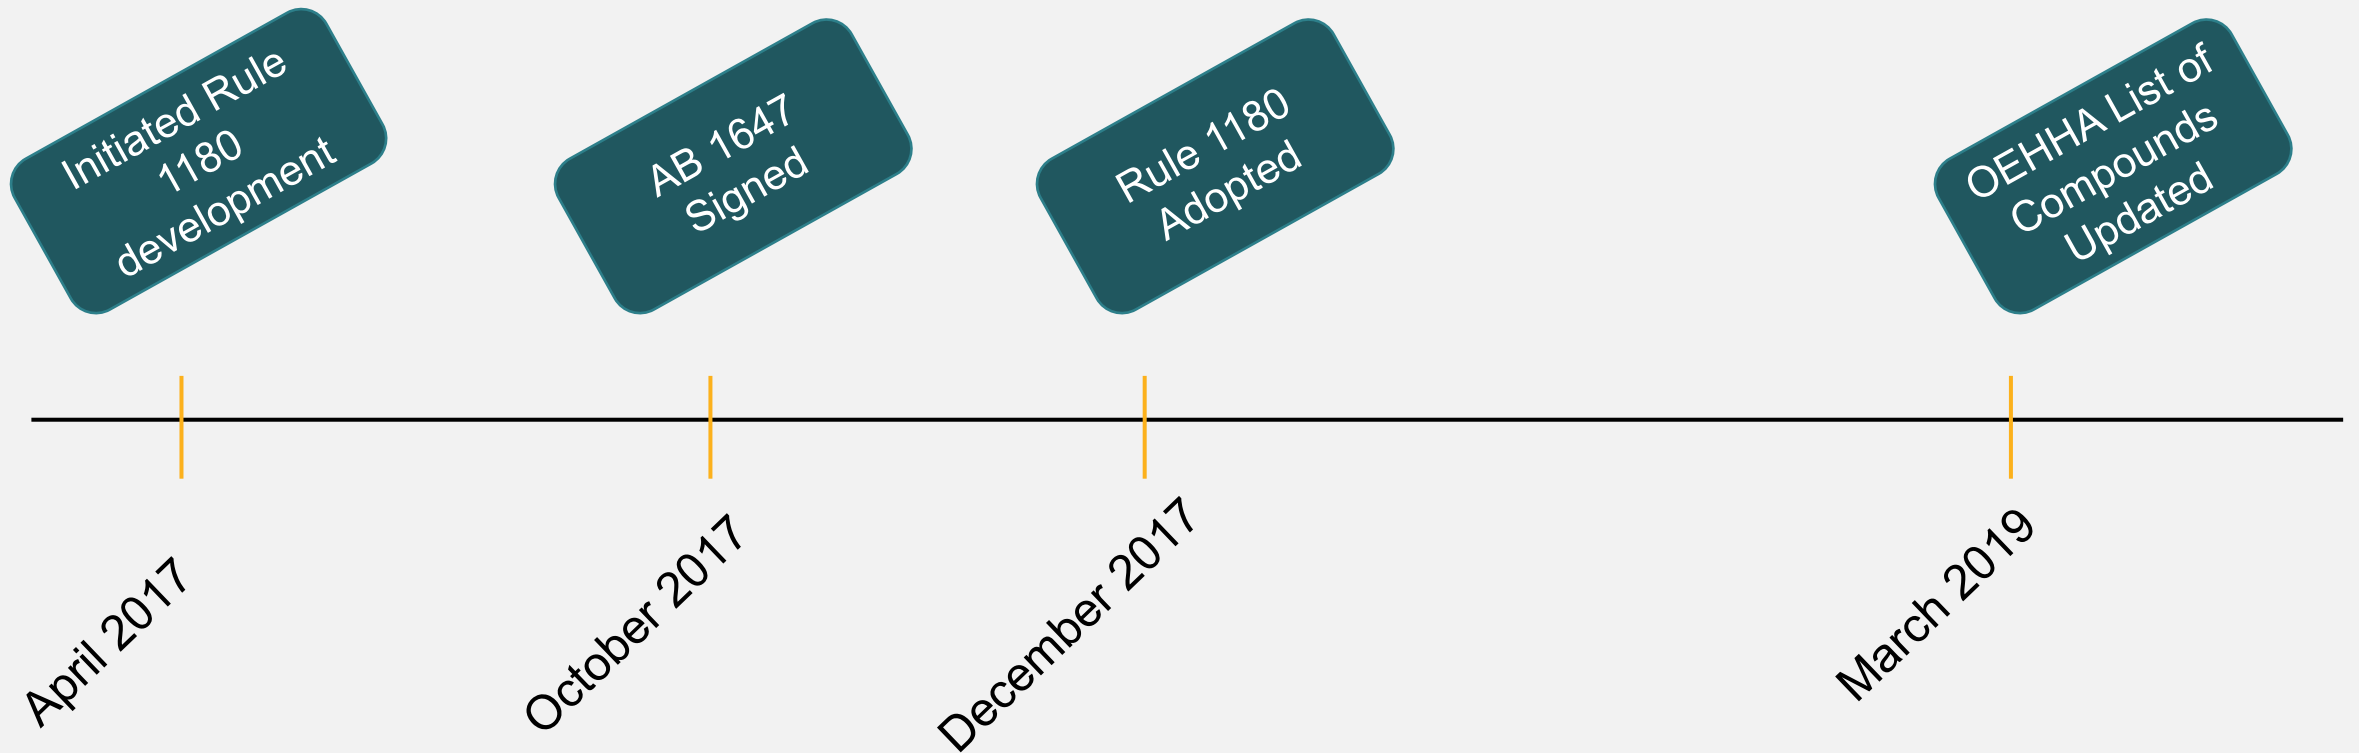 Initiated Rule
1180
development
AB 1647
Signed
Rule 1180
Adopted
OEHHA List of
Compounds
Updated
April 2017
October 2017
December 2017
March 2019